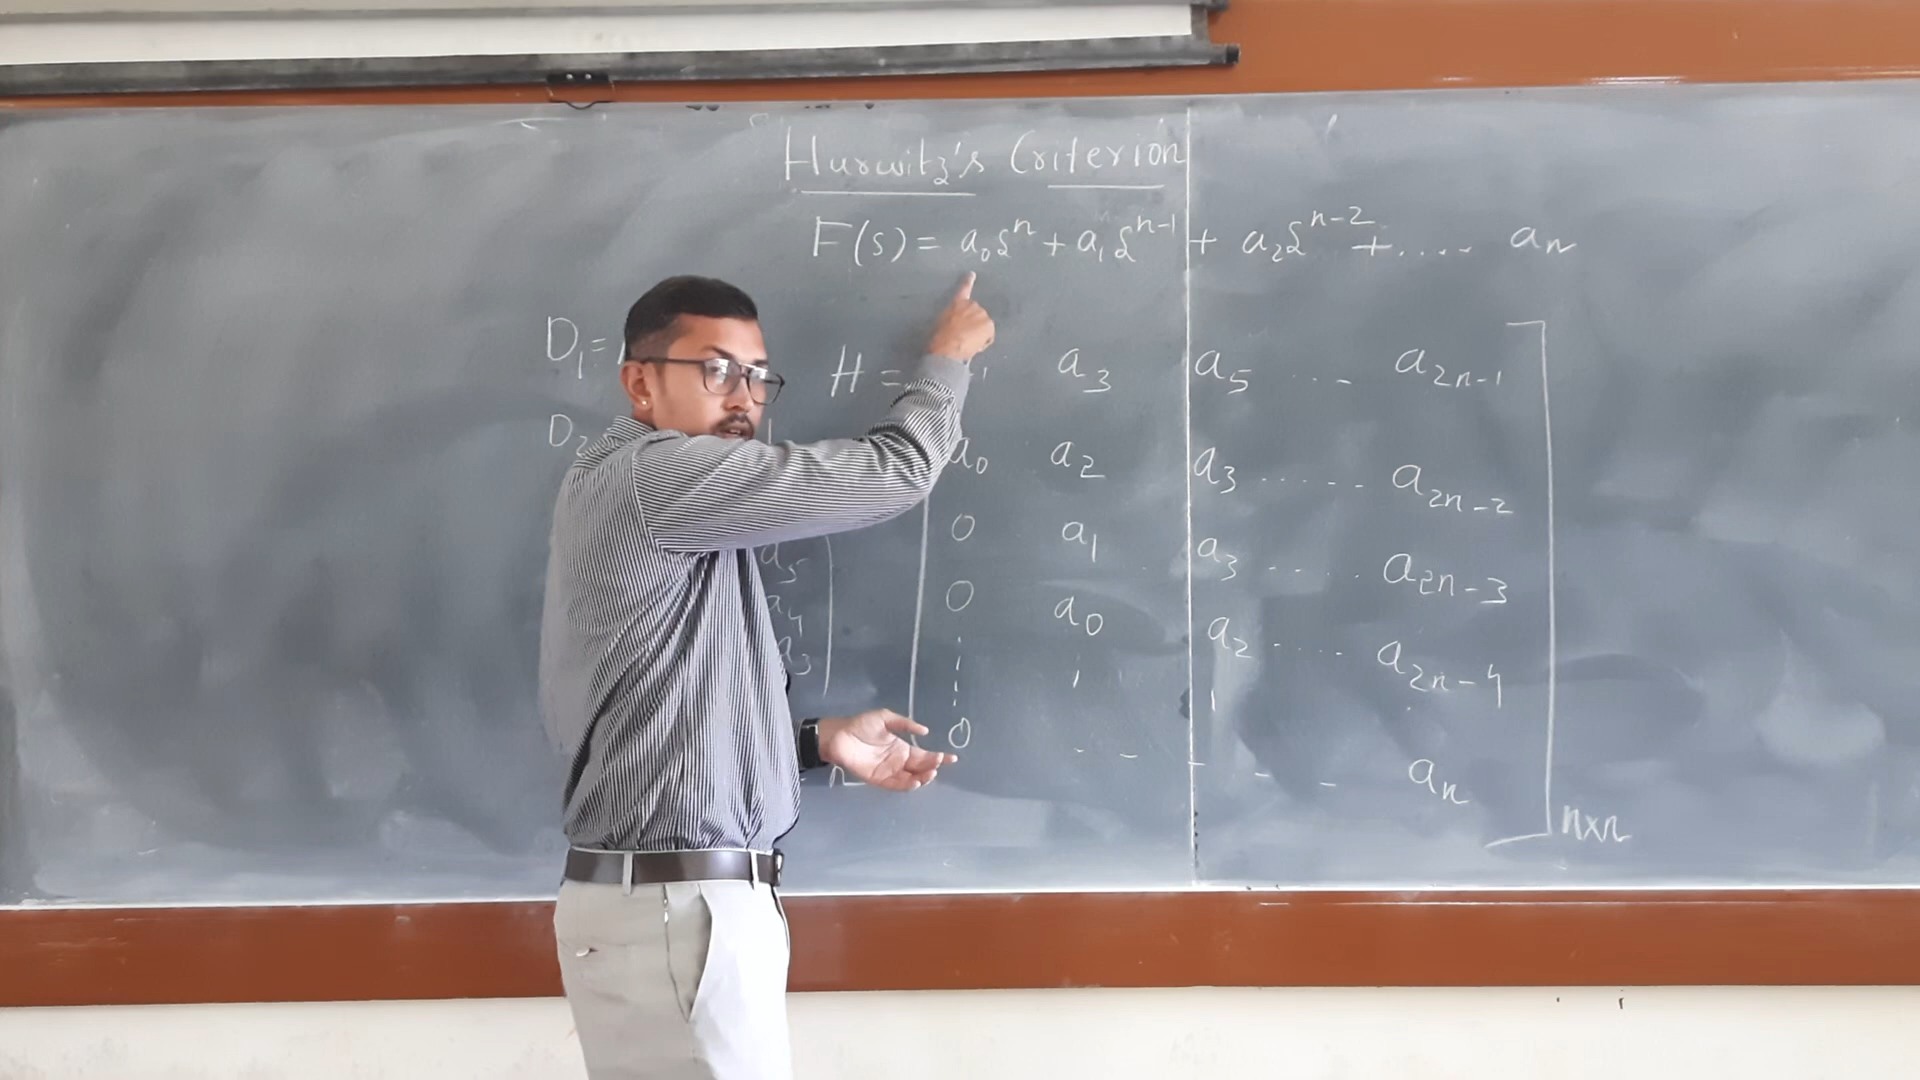 Hurwitz's Criterion
F(s) = a₀sⁿ + a₁sⁿ⁻¹ + a₂sⁿ⁻² + .... aₙ
D₁ =
H = a₃ a₅ ... a₂ₙ₋₁
D₂
a₀ a₂ a₃ ...... a₂ₙ₋₂
a₅ 0 a₁ a₃ ..... a₂ₙ₋₃
a₄ 0 a₀ a₂ ..... a₂ₙ₋₄
a₃
0 - - - - - aₙ
n×n